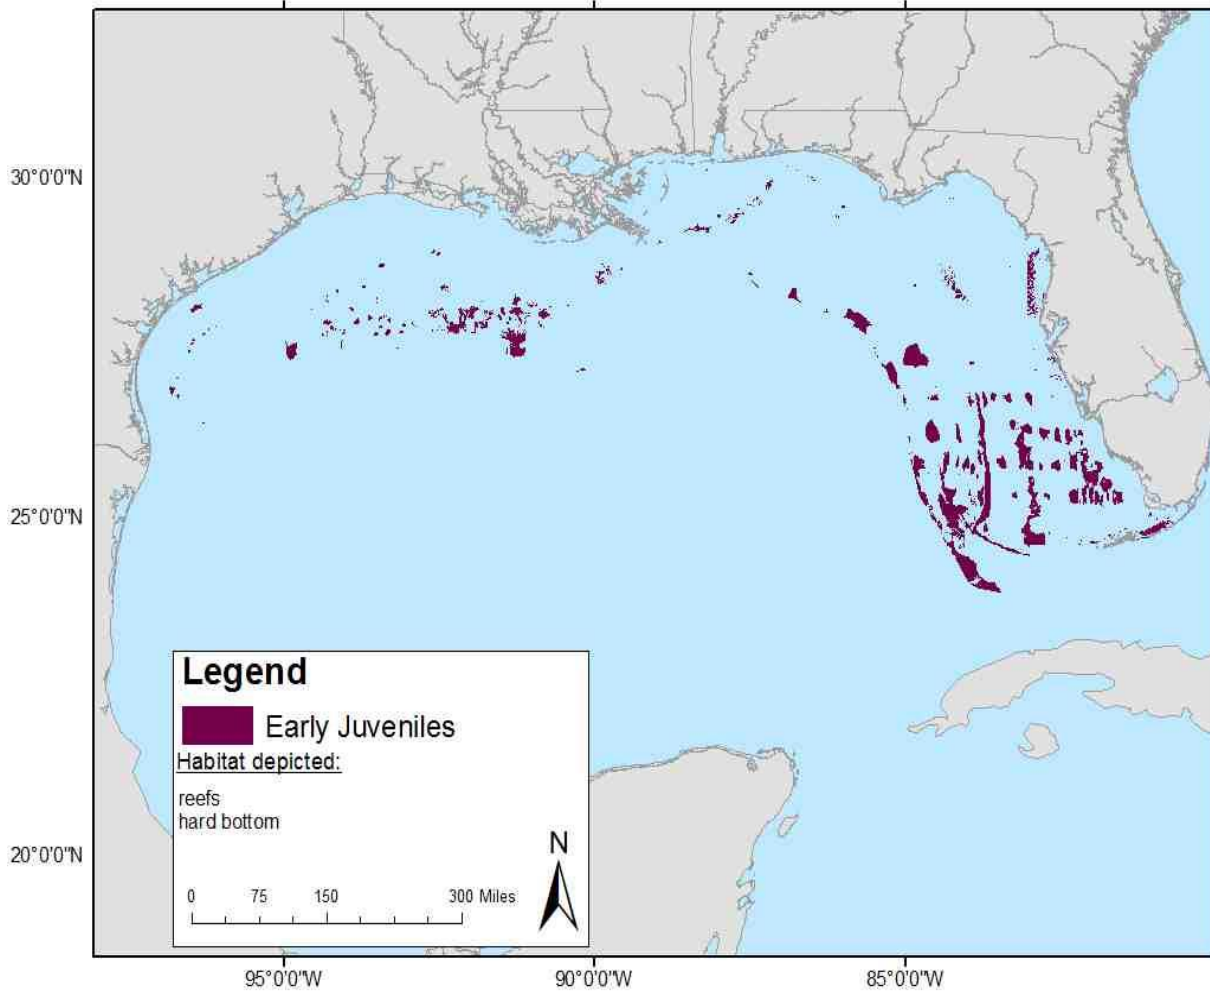 30°0'0"N
25°0'0"N
20°0'0"N
Legend
Early Juveniles
Habitat depicted:
reefs
hard bottom
N
0 75 150 300 Miles
95°0'0"W 90°0'0"W 85°0'0"W